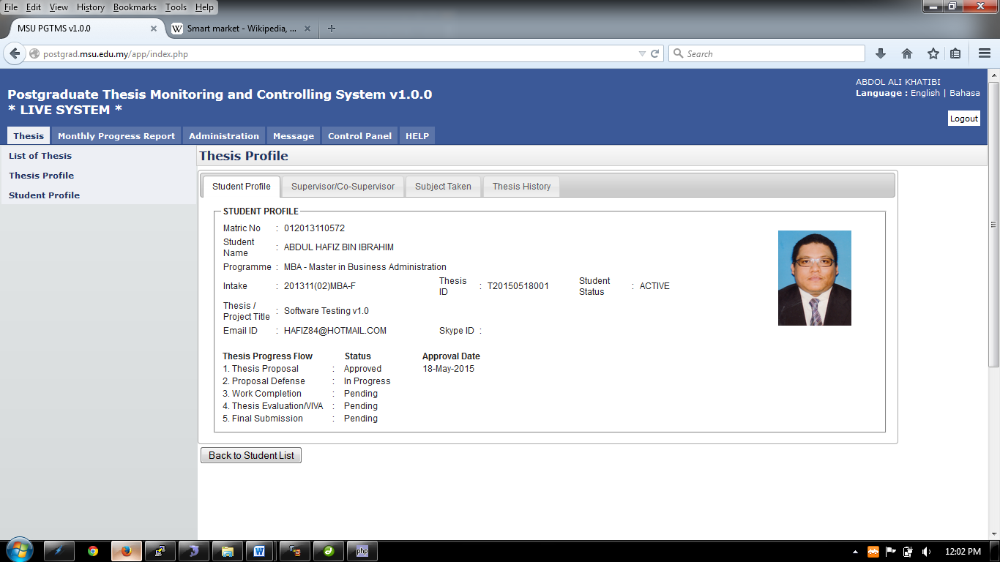 File Edit View History Bookmarks Tools Help
MSU PGTMS v1.0.0
W Smart market - Wikipedia, ...
postgrad.msu.edu.my/app/index.php
Search
ABDOL ALI KHATIBI
Language : English | Bahasa
Postgraduate Thesis Monitoring and Controlling System v1.0.0
* LIVE SYSTEM *
Logout
Thesis Monthly Progress Report Administration Message Control Panel HELP
List of Thesis
Thesis Profile
Student Profile
Thesis Profile
Student Profile Supervisor/Co-Supervisor Subject Taken Thesis History
STUDENT PROFILE
Matric No : 012013110572
Student Name : ABDUL HAFIZ BIN IBRAHIM
Programme : MBA - Master in Business Administration
Intake : 201311(02)MBA-F Thesis ID : T20150518001 Student Status : ACTIVE
Thesis / Project Title : Software Testing v1.0
Email ID : HAFIZ84@HOTMAIL.COM Skype ID :
Thesis Progress Flow Status Approval Date
1. Thesis Proposal : Approved 18-May-2015
2. Proposal Defense : In Progress
3. Work Completion : Pending
4. Thesis Evaluation/VIVA : Pending
5. Final Submission : Pending
Back to Student List
W
php
12:02 PM